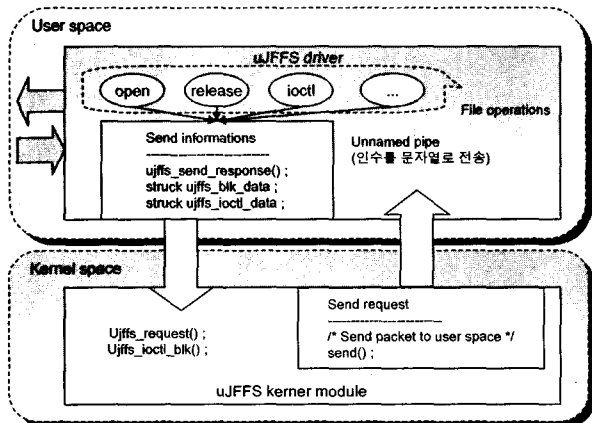 User space
uJFFS driver
open
release
ioctl
...
File operations
Send informations
----------------------------
ujffs_send_response() ;
struck ujffs_blk_data ;
struck ujffs_ioctl_data ;
Unnamed pipe
(인수를 문자열로 전송)
Kernel space
Ujffs_request() ;
Ujffs_ioctl_blk() ;
Send request
----------------------------
/* Send packet to user space */
send() ;
uJFFS kerner module